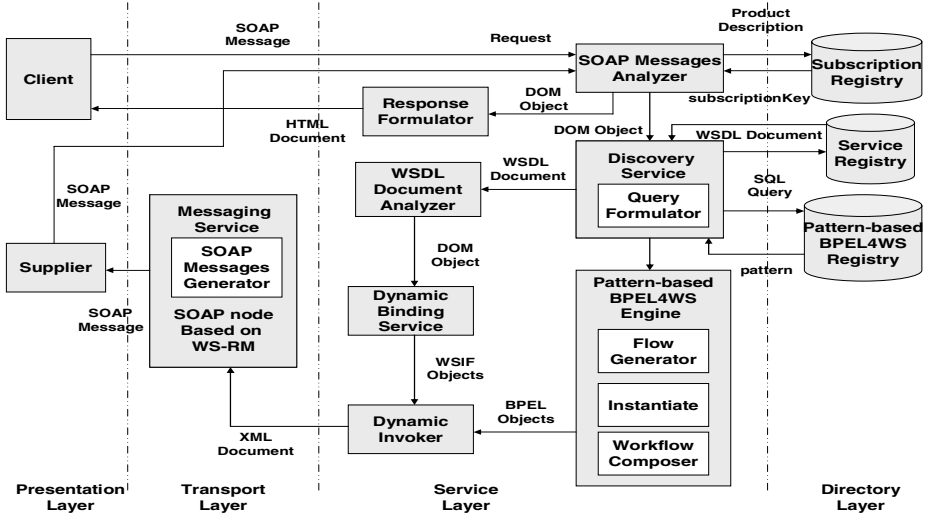 SOAP
Message
Request
Product
Description
Client
SOAP Messages
Analyzer
Subscription
Registry
subscriptionKey
Response
Formulator
DOM
Object
HTML
Document
DOM Object
WSDL Document
Service
Registry
Discovery
Service
Query
Formulator
WSDL
Document
WSDL
Document
Analyzer
SQL
Query
Pattern-based
BPEL4WS
Registry
pattern
SOAP
Message
Messaging
Service
SOAP
Messages
Generator
SOAP node
Based on
WS-RM
Supplier
SOAP
Message
DOM
Object
Dynamic
Binding
Service
WSIF
Objects
Pattern-based
BPEL4WS
Engine
Flow
Generator
Instantiate
Workflow
Composer
BPEL
Objects
Dynamic
Invoker
XML
Document
Presentation
Layer
Transport
Layer
Service
Layer
Directory
Layer